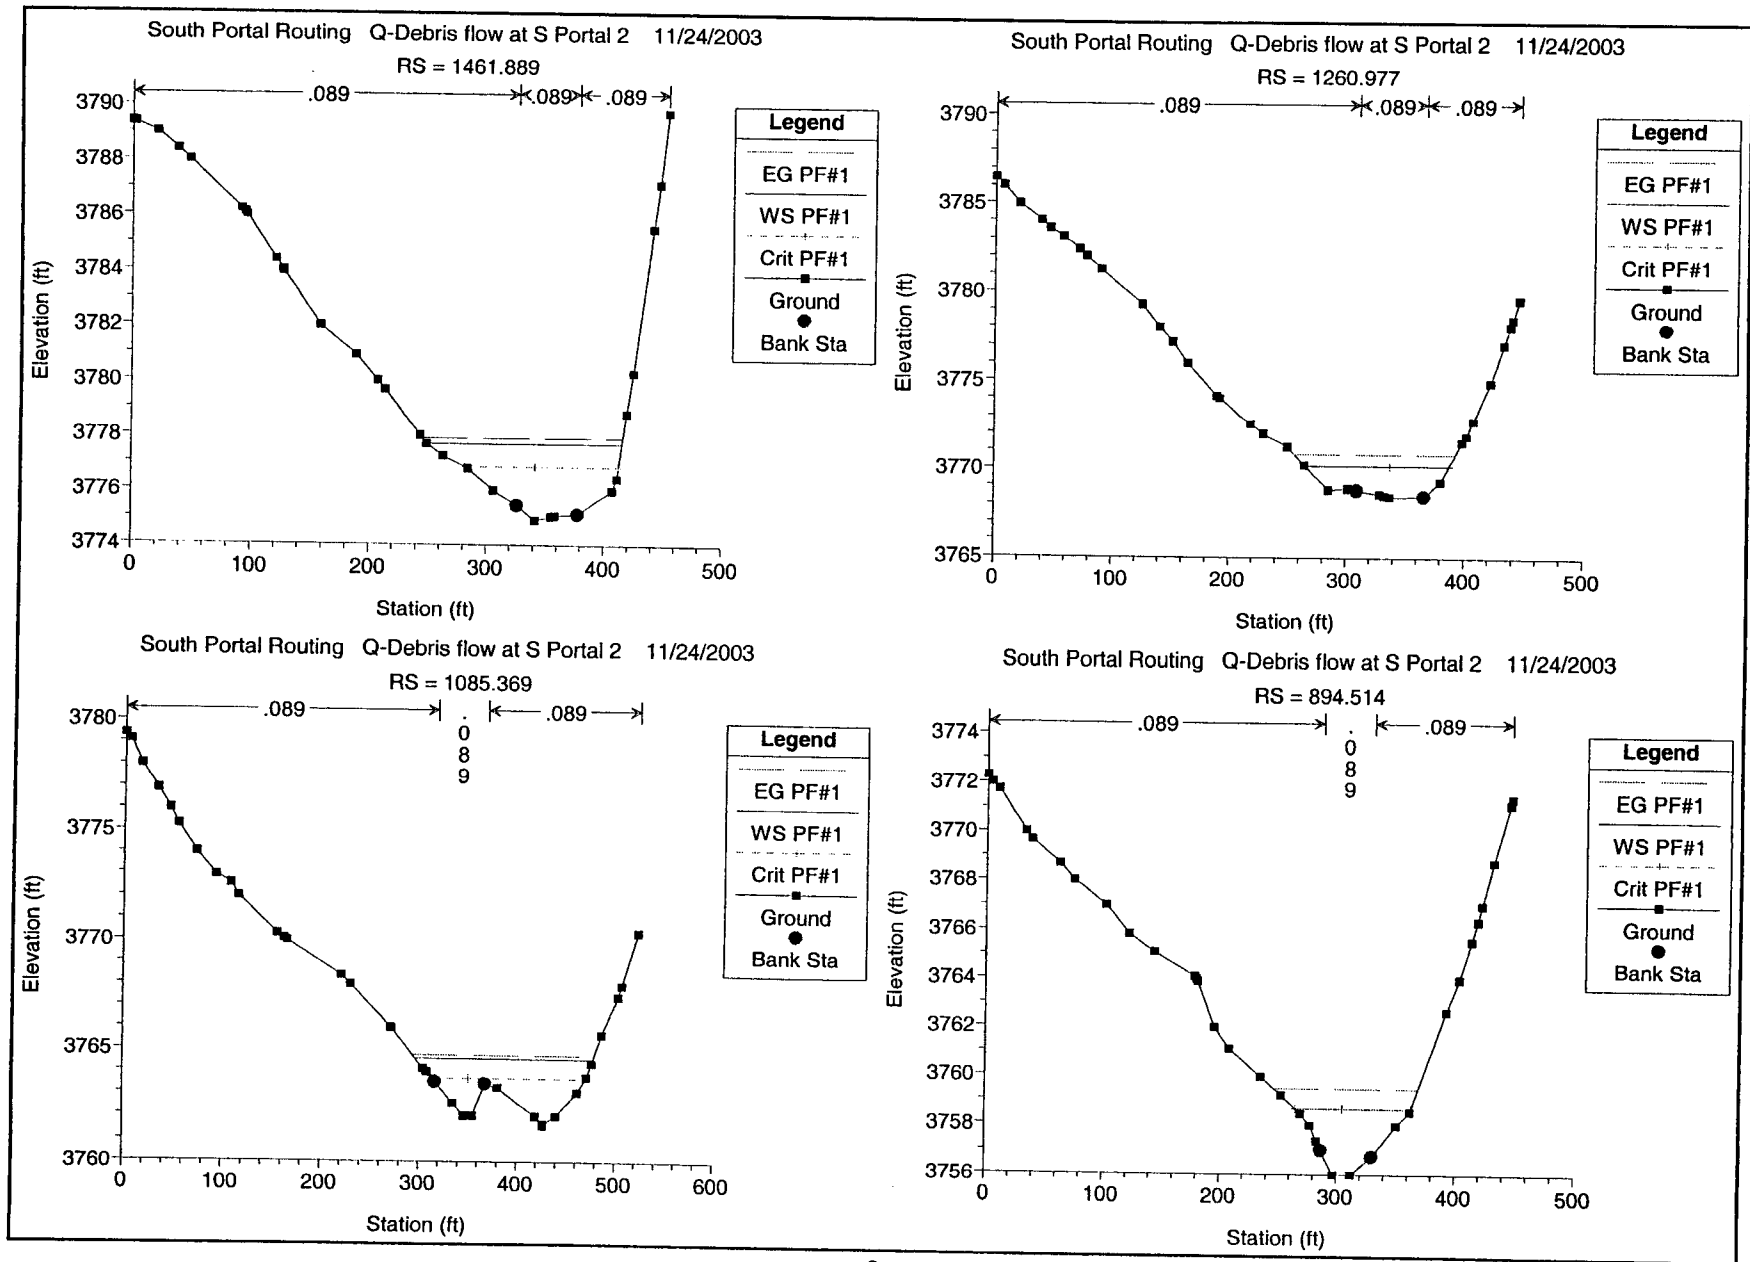 South Portal Routing Q-Debris flow at S Portal 2 11/24/2003
RS = 1461.889
.089 .089 .089
3790
3788
3786
3784
3782
3780
3778
3776
3774
Elevation (ft)
0 100 200 300 400 500
Station (ft)
Legend
EG PF#1
WS PF#1
Crit PF#1
Ground
Bank Sta
South Portal Routing Q-Debris flow at S Portal 2 11/24/2003
RS = 1260.977
.089 .089 .089
3790
3785
3780
3775
3770
3765
Elevation (ft)
0 100 200 300 400 500
Station (ft)
Legend
EG PF#1
WS PF#1
Crit PF#1
Ground
Bank Sta
South Portal Routing Q-Debris flow at S Portal 2 11/24/2003
RS = 1085.369
.089 .089
.
0
8
9
3780
3775
3770
3765
3760
Elevation (ft)
0 100 200 300 400 500 600
Station (ft)
Legend
EG PF#1
WS PF#1
Crit PF#1
Ground
Bank Sta
South Portal Routing Q-Debris flow at S Portal 2 11/24/2003
RS = 894.514
.089 .089
.
0
8
9
3774
3772
3770
3768
3766
3764
3762
3760
3758
3756
Elevation (ft)
0 100 200 300 400 500
Station (ft)
Legend
EG PF#1
WS PF#1
Crit PF#1
Ground
Bank Sta